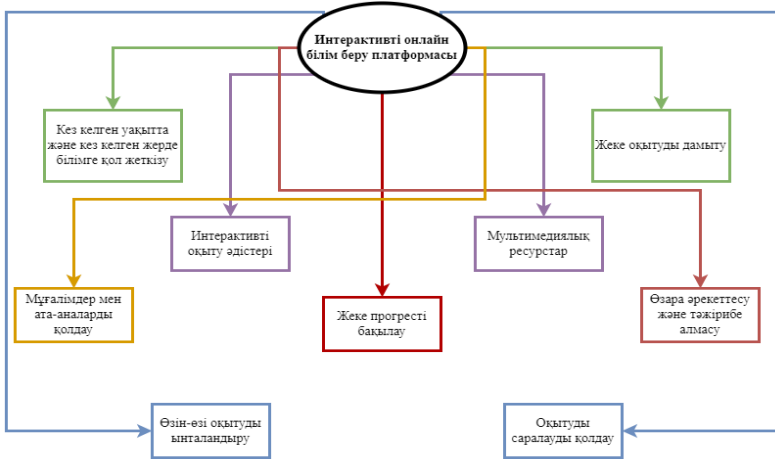 Интерактивті онлайн
білім беру платформасы
Кез келген уақытта
және кез келген жерде
білімге қол жеткізу
Жеке оқытуды дамыту
Интерактивті
оқыту әдістері
Мультимедиялық
ресурстар
Мұғалімдер мен
ата-аналарды
қолдау
Жеке прогресті
бақылау
Өзара әрекеттесу
және тәжірибе
алмасу
Өзін-өзі оқытуды
ынталандыру
Оқытуды
саралауды қолдау